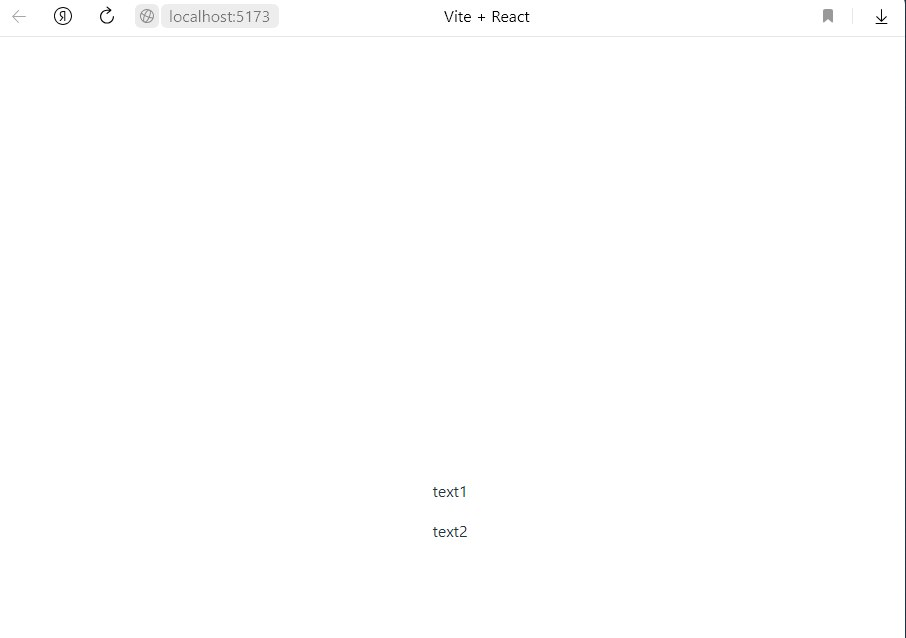 Я localhost:5173 Vite + React
text1
text2